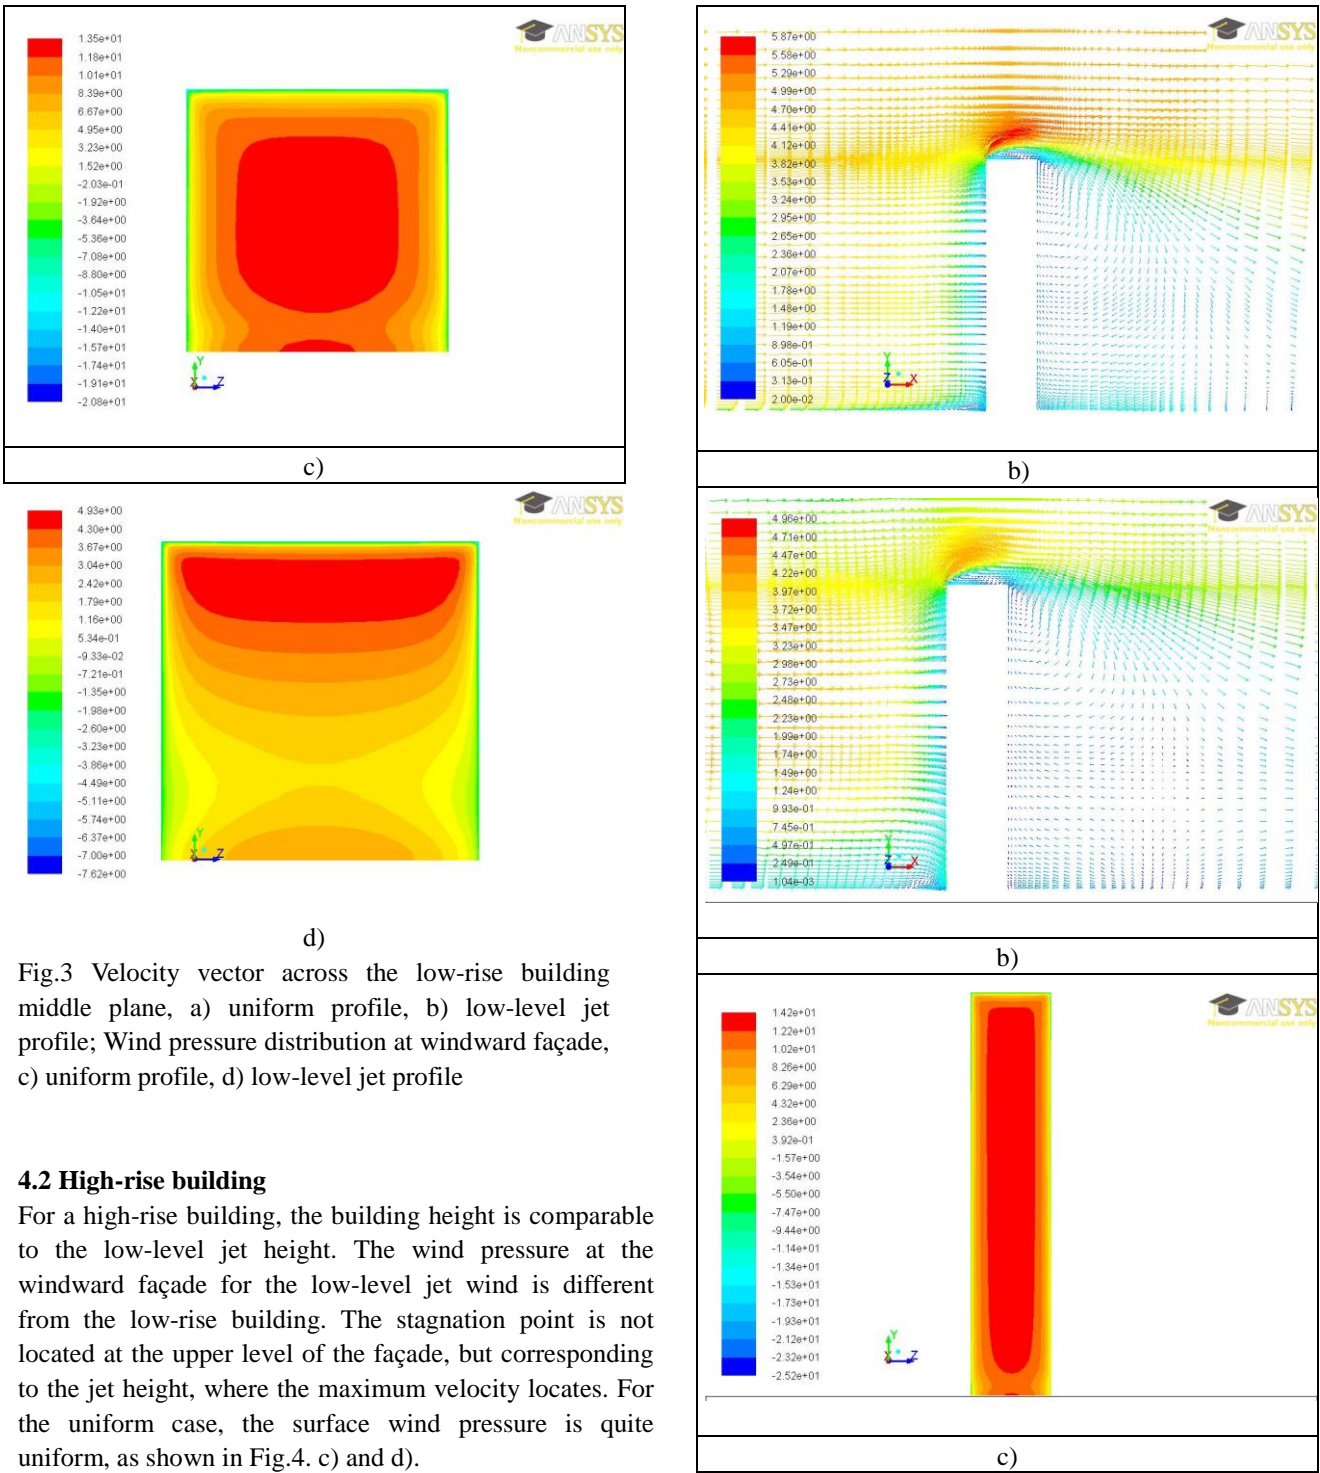 1.35e+01
1.18e+01
1.01e+01
8.39e+00
6.67e+00
4.95e+00
3.23e+00
1.52e+00
-2.03e-01
-1.92e+00
-3.64e+00
-5.36e+00
-7.08e+00
-8.80e+00
-1.05e+01
-1.22e+01
-1.40e+01
-1.57e+01
-1.74e+01
-1.91e+01
-2.08e+01
ANSYS
Noncommercial use only
Y
X
Z
c)
4.93e+00
4.30e+00
3.67e+00
3.04e+00
2.42e+00
1.79e+00
1.16e+00
5.34e-01
-9.33e-02
-7.21e-01
-1.35e+00
-1.98e+00
-2.60e+00
-3.23e+00
-3.86e+00
-4.49e+00
-5.11e+00
-5.74e+00
-6.37e+00
-7.00e+00
-7.62e+00
ANSYS
Noncommercial use only
Y
X
Z
d)
Fig.3 Velocity vector across the low-rise building
middle plane, a) uniform profile, b) low-level jet
profile; Wind pressure distribution at windward façade,
c) uniform profile, d) low-level jet profile
4.2 High-rise building
For a high-rise building, the building height is comparable
to the low-level jet height. The wind pressure at the
windward façade for the low-level jet wind is different
from the low-rise building. The stagnation point is not
located at the upper level of the façade, but corresponding
to the jet height, where the maximum velocity locates. For
the uniform case, the surface wind pressure is quite
uniform, as shown in Fig.4. c) and d).
5.87e+00
5.58e+00
5.29e+00
4.99e+00
4.70e+00
4.41e+00
4.12e+00
3.82e+00
3.53e+00
3.24e+00
2.95e+00
2.65e+00
2.36e+00
2.07e+00
1.78e+00
1.48e+00
1.19e+00
8.98e-01
6.05e-01
3.13e-01
2.00e-02
ANSYS
Noncommercial use only
Y
Z
X
b)
4.96e+00
4.71e+00
4.47e+00
4.22e+00
3.97e+00
3.72e+00
3.47e+00
3.23e+00
2.98e+00
2.73e+00
2.48e+00
2.23e+00
1.99e+00
1.74e+00
1.49e+00
1.24e+00
9.93e-01
7.45e-01
4.97e-01
2.49e-01
1.04e-03
ANSYS
Noncommercial use only
Y
Z
X
b)
1.42e+01
1.22e+01
1.02e+01
8.26e+00
6.29e+00
4.32e+00
2.36e+00
3.92e-01
-1.57e+00
-3.54e+00
-5.50e+00
-7.47e+00
-9.44e+00
-1.14e+01
-1.34e+01
-1.53e+01
-1.73e+01
-1.93e+01
-2.12e+01
-2.32e+01
-2.52e+01
ANSYS
Noncommercial use only
Y
X
Z
c)